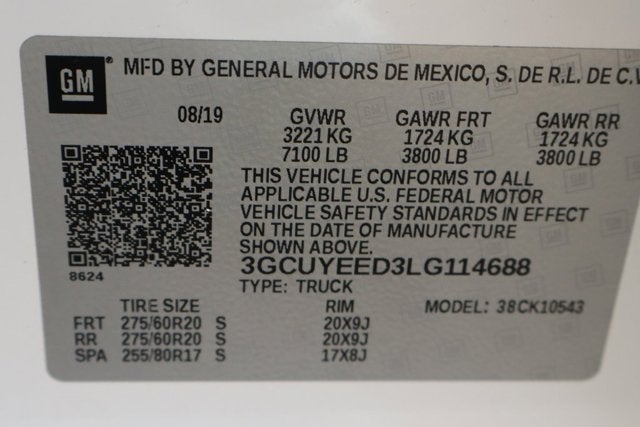 GM MFD BY GENERAL MOTORS DE MEXICO, S. DE R.L. DE C.V
08/19 GVWR GAWR FRT GAWR RR
3221 KG 1724 KG 1724 KG
7100 LB 3800 LB 3800 LB
THIS VEHICLE CONFORMS TO ALL
APPLICABLE U.S. FEDERAL MOTOR
VEHICLE SAFETY STANDARDS IN EFFECT
ON THE DATE OF MANUFACTURE
SHOWN ABOVE.
8624
3GCUYEED3LG114688
TYPE: TRUCK
TIRE SIZE RIM MODEL: 38CK10543
FRT 275/60R20 S 20X9J
RR 275/60R20 S 20X9J
SPA 255/80R17 S 17X8J